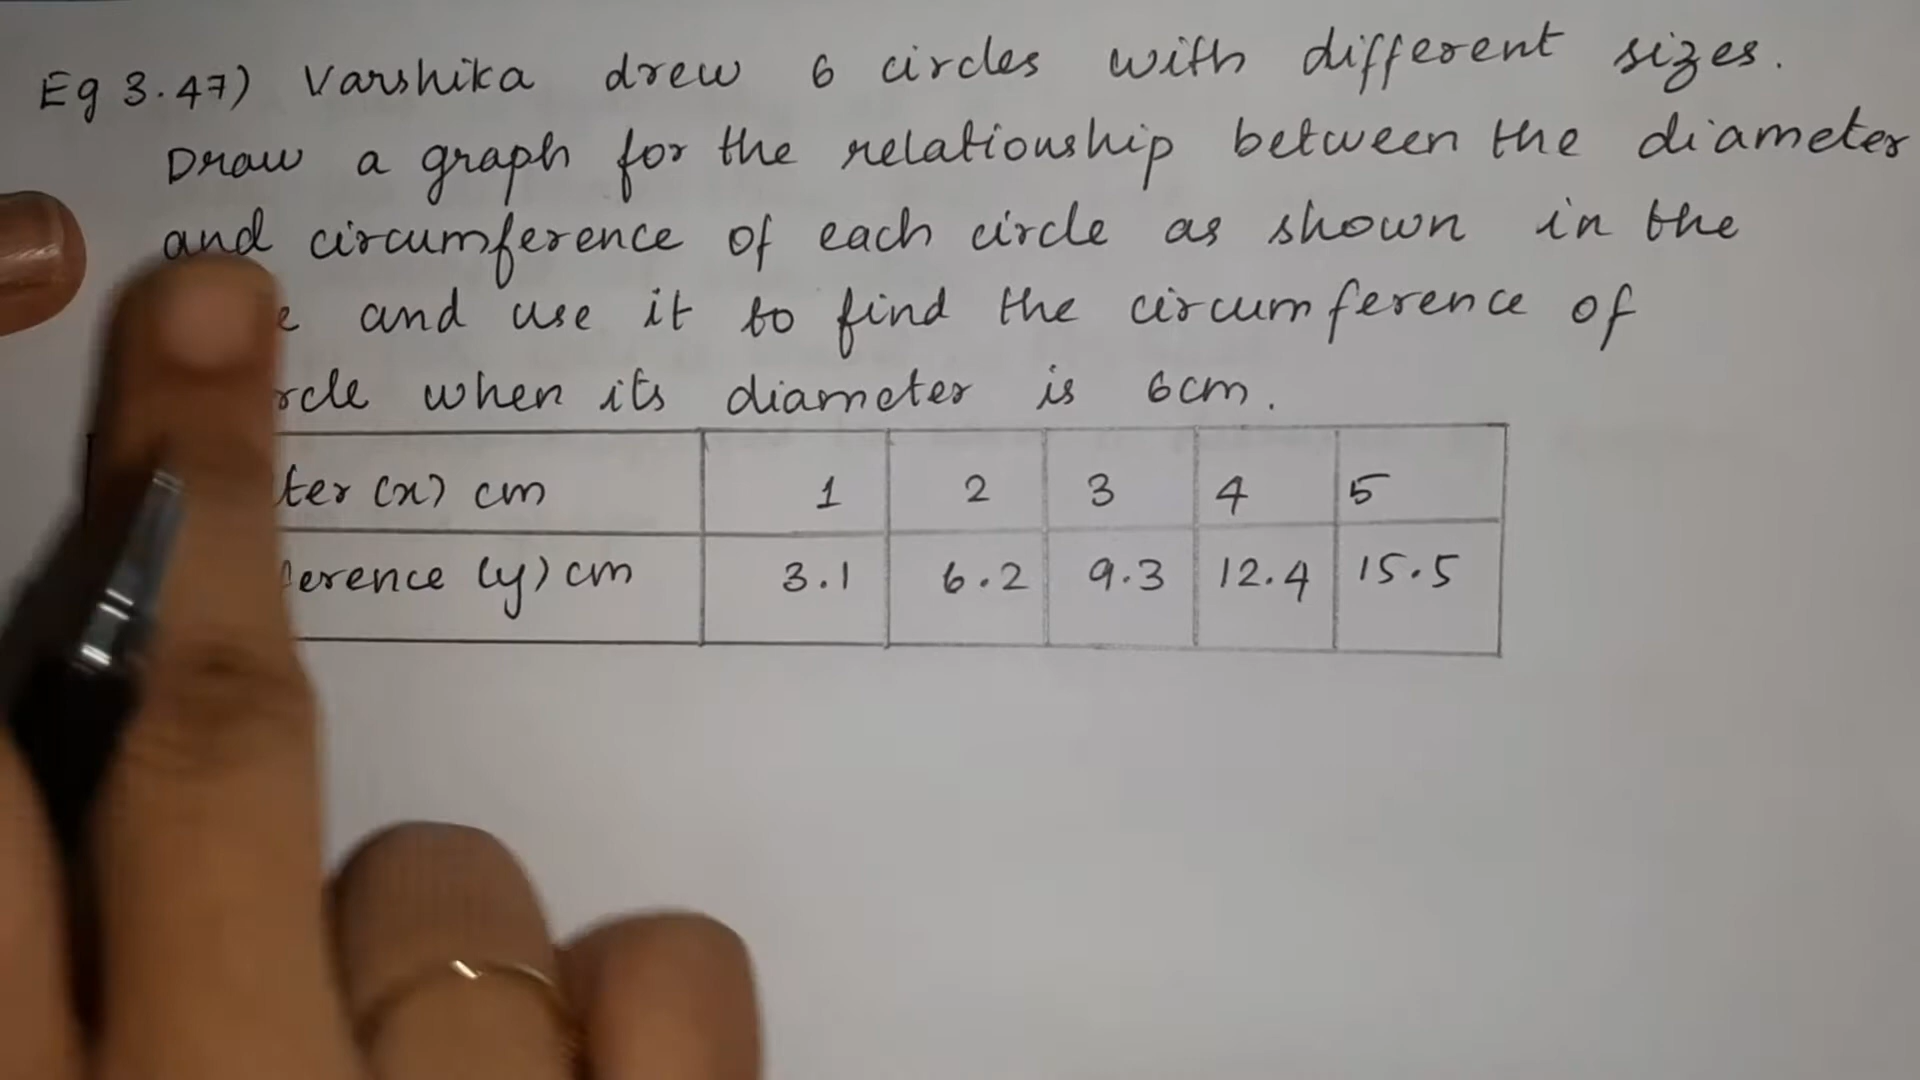 Eg 3.47) Varshika drew 6 circles with different sizes.
Draw a graph for the relationship between the diameter
and circumference of each circle as shown in the
and use it to find the circumference of
when its diameter is 6cm.
(x) cm 1 2 3 4 5
(y) cm 3.1 6.2 9.3 12.4 15.5